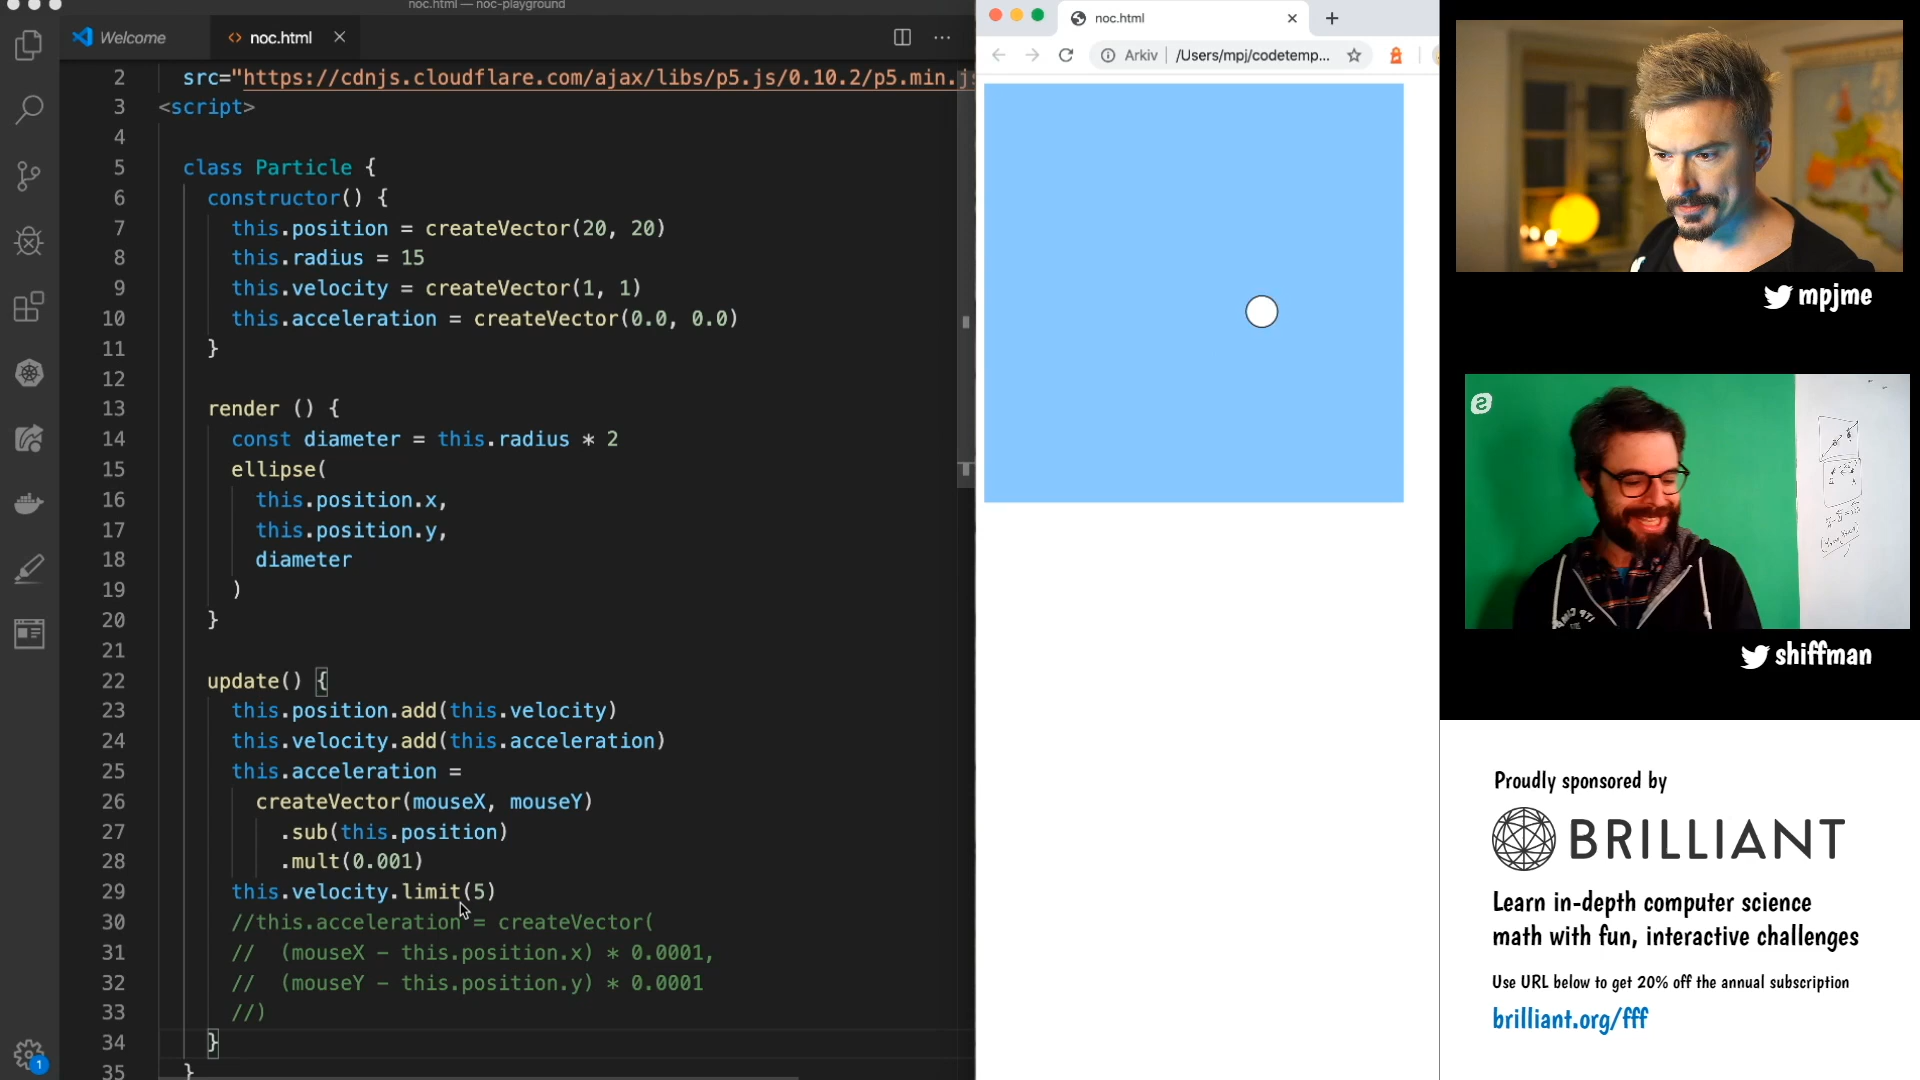 noc.html — noc-playground
Welcome
noc.html
2 src="https://cdnjs.cloudflare.com/ajax/libs/p5.js/0.10.2/p5.min.js
3 <script>
4
5 class Particle {
6 constructor() {
7 this.position = createVector(20, 20)
8 this.radius = 15
9 this.velocity = createVector(1, 1)
10 this.acceleration = createVector(0.0, 0.0)
11 }
12
13 render () {
14 const diameter = this.radius * 2
15 ellipse(
16 this.position.x,
17 this.position.y,
18 diameter
19 )
20 }
21
22 update() {
23 this.position.add(this.velocity)
24 this.velocity.add(this.acceleration)
25 this.acceleration =
26 createVector(mouseX, mouseY)
27 .sub(this.position)
28 .mult(0.001)
29 this.velocity.limit(5)
30 //this.acceleration = createVector(
31 // (mouseX - this.position.x) * 0.0001,
32 // (mouseY - this.position.y) * 0.0001
33 //)
34 }
35 }
1
noc.html
Arkiv /Users/mpj/codetemp...
mpjme
shiffman
Proudly sponsored by
BRILLIANT
Learn in-depth computer science
math with fun, interactive challenges
Use URL below to get 20% off the annual subscription
brilliant.org/fff